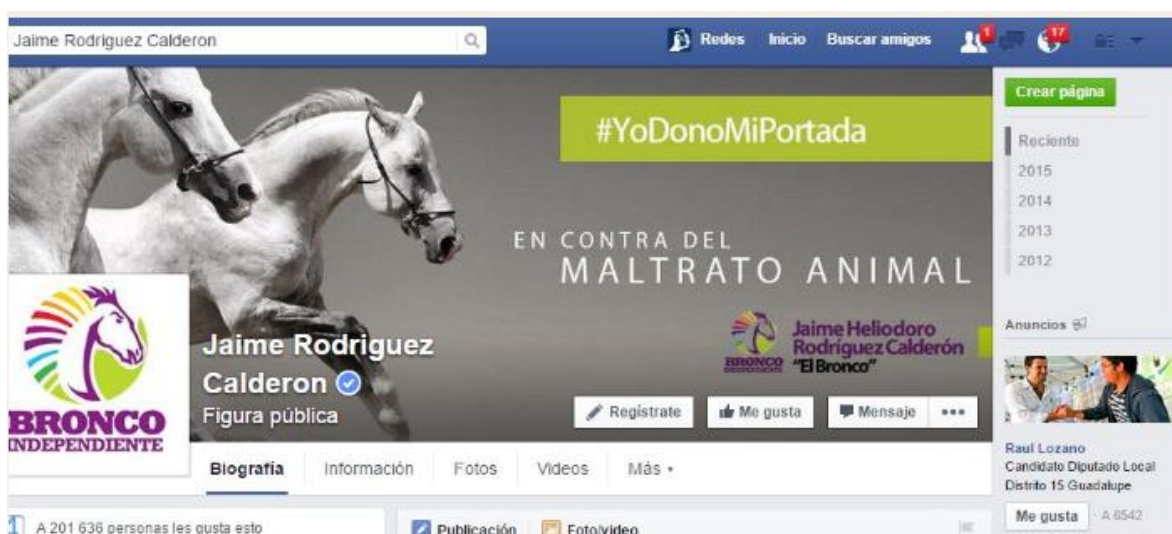 Jaime Rodriguez Calderon
Redes Inicio Buscar amigos 1 17
Crear página
#YoDonoMiPortada
Reciente
2015
2014
2013
2012
EN CONTRA DEL
MALTRATO ANIMAL
Jaime Heliodoro
Rodríguez Calderón
"El Bronco"
BRONCO
INDEPENDIENTE
Anuncios
BRONCO
INDEPENDIENTE
Jaime Rodriguez
Calderon
Figura pública
Regístrate Me gusta Mensaje •••
Biografía Información Fotos Videos Más
Raul Lozano
Candidato Diputado Local
Distrito 15 Guadalupe
Me gusta · A 6542
A 201 636 personas les gusta esto
Publicación Foto/video